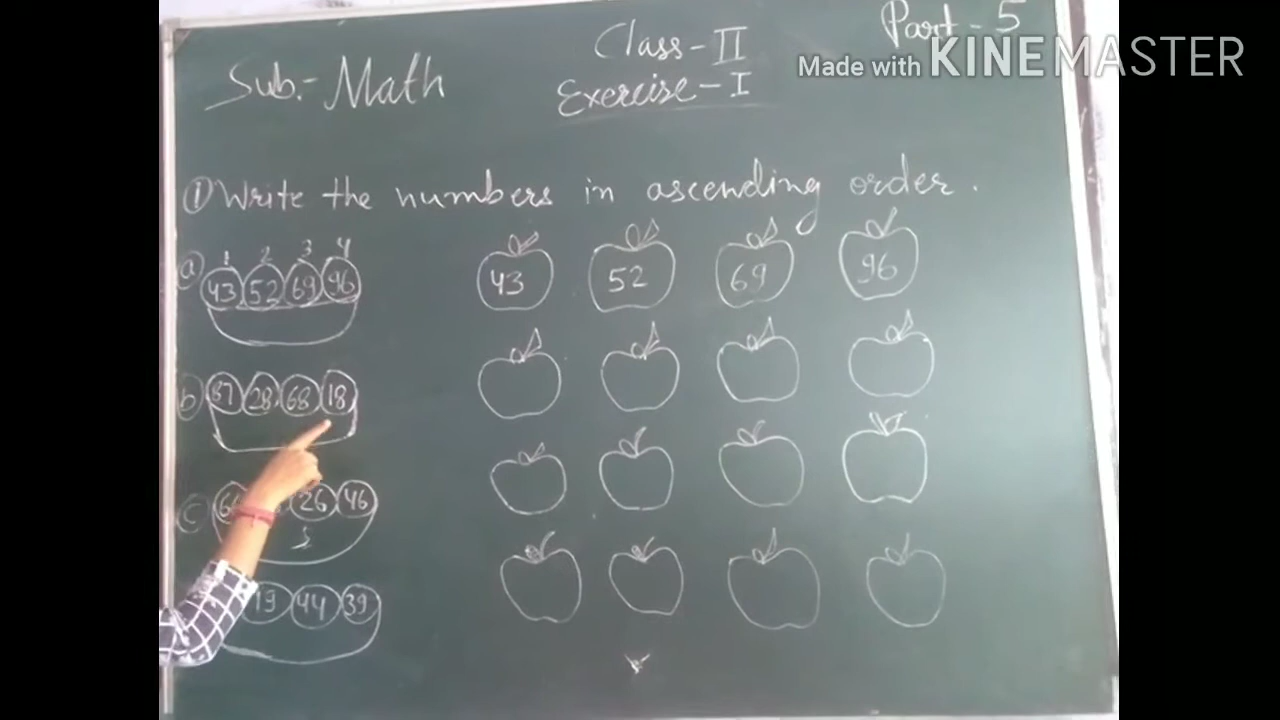 Part - 5
Made with KINEMASTER
Class - II
Sub:- Math
Exercise - I
① Write the numbers in ascending order.
1 2 3 4
a) 43 52 69 96 43 52 69 96
b) 87 28 68 18
c) 26 46
19 44 39